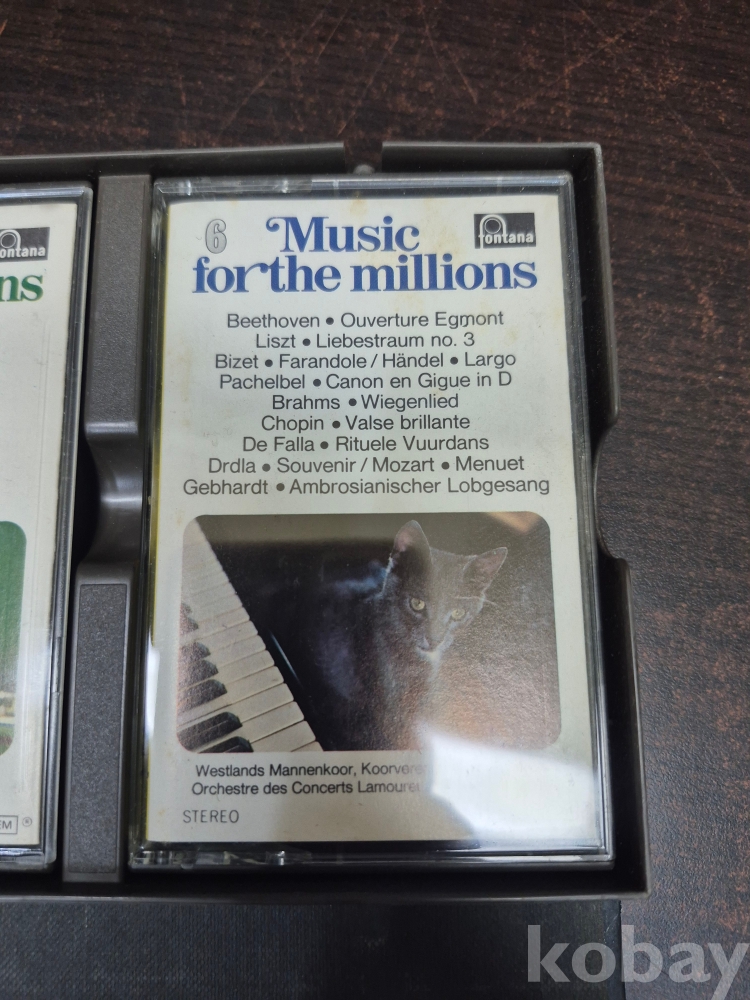 fontana
ns
EM
6 Music fontana
for the millions
Beethoven • Ouverture Egmont
Liszt • Liebestraum no. 3
Bizet • Farandole / Händel • Largo
Pachelbel • Canon en Gigue in D
Brahms • Wiegenlied
Chopin • Valse brillante
De Falla • Rituele Vuurdans
Drdla • Souvenir / Mozart • Menuet
Gebhardt • Ambrosianischer Lobgesang
Westlands Mannenkoor,
Orchestre des Concerts
STEREO
kobay